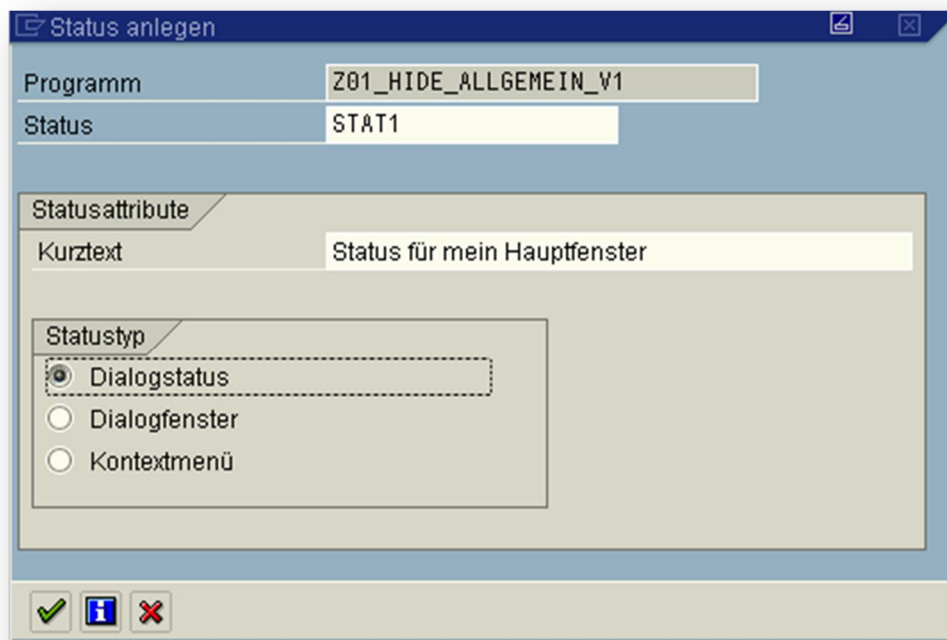 Status anlegen
Programm Z01_HIDE_ALLGEMEIN_V1
Status STAT1
Statusattribute
Kurztext Status für mein Hauptfenster
Statustyp
Dialogstatus
Dialogfenster
Kontextmenü